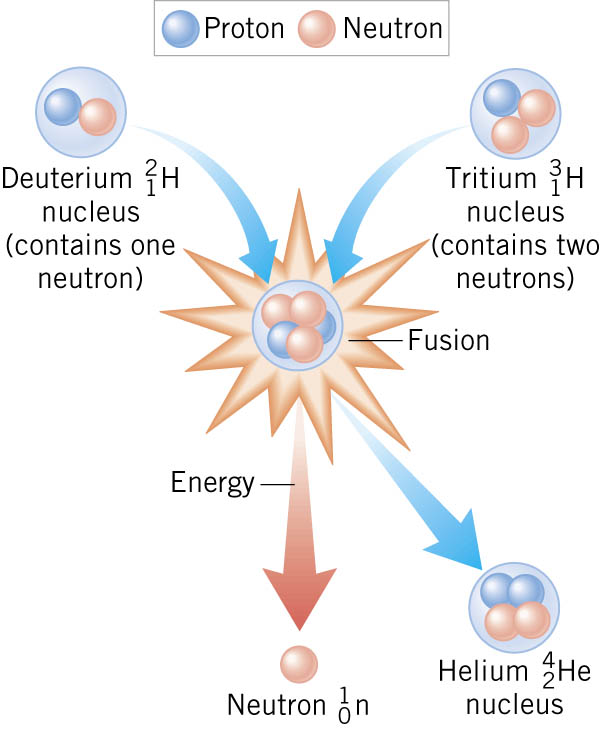 Proton Neutron
Deuterium ²₁H
nucleus
(contains one
neutron)
Tritium ³₁H
nucleus
(contains two
neutrons)
Fusion
Energy
Neutron ¹₀n
Helium ⁴₂He
nucleus